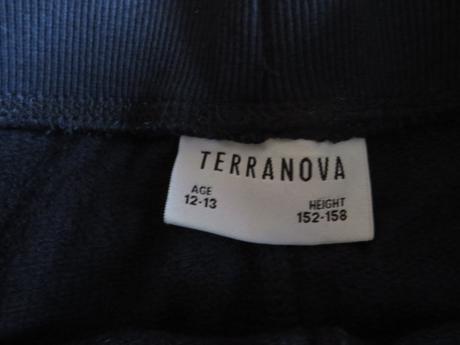 TERRANOVA
AGE HEIGHT
12-13 152-158